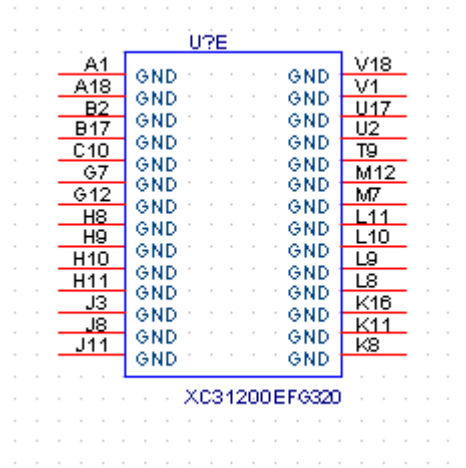 U?E
A1 GND GND V18
A18 GND GND V1
B2 GND GND U17
B17 GND GND U2
C10 GND GND T9
G7 GND GND M12
G12 GND GND M7
H8 GND GND L11
H9 GND GND L10
H10 GND GND L9
H11 GND GND L8
J3 GND GND K16
J8 GND GND K11
J11 GND GND K8
XC31200EFG320